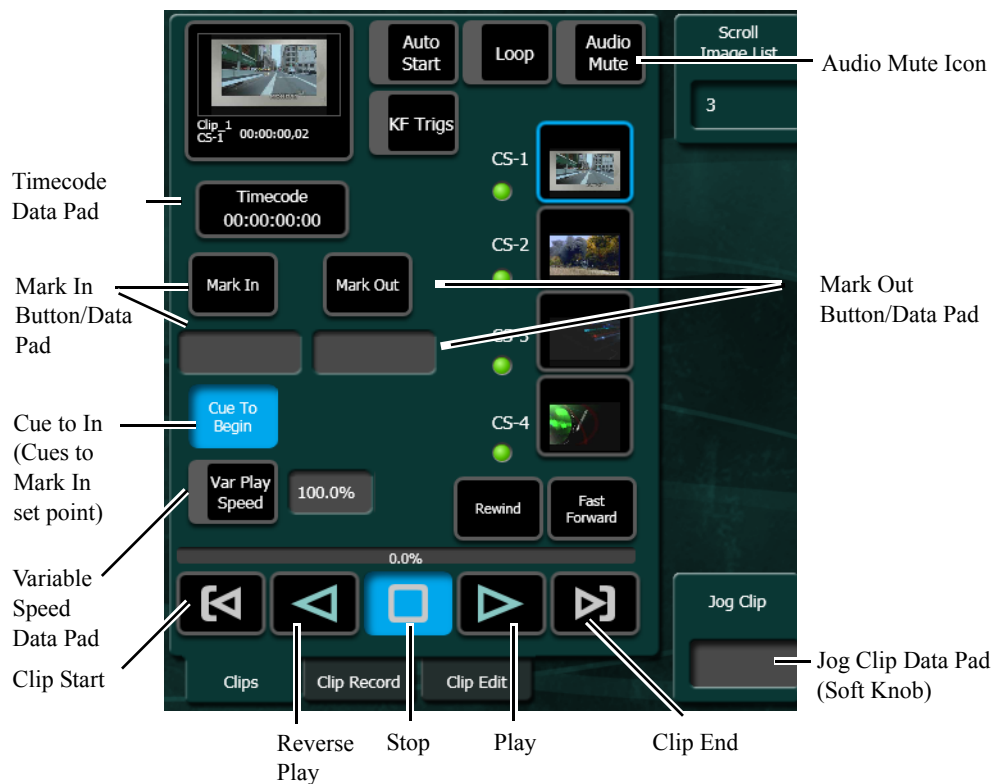 Auto
Start
Loop
Audio
Mute
Scroll
Image List
Audio Mute Icon
3
KF Trigs
Clip_1
CS-1 00:00:00,02
CS-1
Timecode
Data Pad
Timecode
00:00:00:00
CS-2
Mark In
Button/Data
Pad
Mark In
Mark Out
Mark Out
Button/Data Pad
CS-3
Cue to In
(Cues to
Mark In
set point)
Cue To
Begin
CS-4
Var Play
Speed
100.0%
Rewind
Fast
Forward
0.0%
Variable
Speed
Data Pad
Jog Clip
Clip Start
Jog Clip Data Pad
(Soft Knob)
Clips
Clip Record
Clip Edit
Reverse
Play
Stop
Play
Clip End